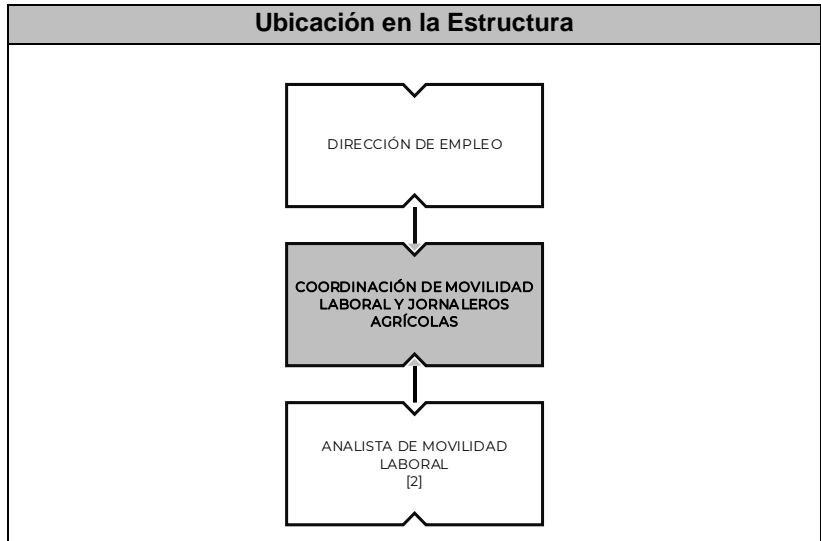 Ubicación en la Estructura
DIRECCIÓN DE EMPLEO
COORDINACIÓN DE MOVILIDAD
LABORAL Y JORNALEROS
AGRÍCOLAS
ANALISTA DE MOVILIDAD
LABORAL
[2]